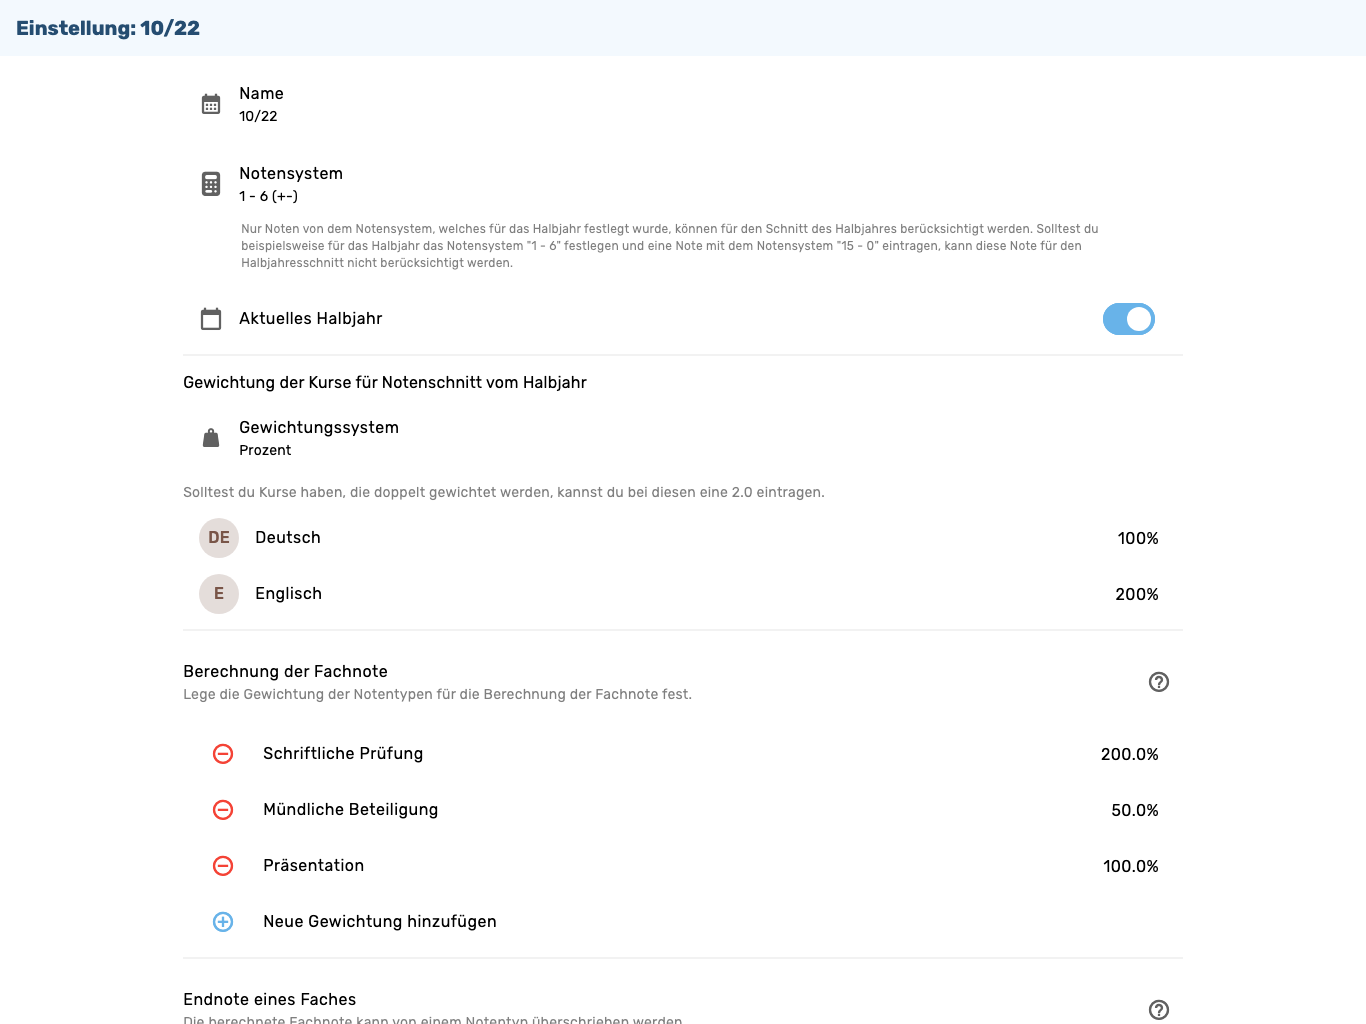 Einstellung: 10/22
Name
10/22
Notensystem
1 - 6 (+-)
Nur Noten von dem Notensystem, welches für das Halbjahr festlegt wurde, können für den Schnitt des Halbjahres berücksichtigt werden. Solltest du
beispielsweise für das Halbjahr das Notensystem "1 - 6" festlegen und eine Note mit dem Notensystem "15 - 0" eintragen, kann diese Note für den
Halbjahresschnitt nicht berücksichtigt werden.
Aktuelles Halbjahr
Gewichtung der Kurse für Notenschnitt vom Halbjahr
Gewichtungssystem
Prozent
Solltest du Kurse haben, die doppelt gewichtet werden, kannst du bei diesen eine 2.0 eintragen.
DE Deutsch 100%
E Englisch 200%
Berechnung der Fachnote
Lege die Gewichtung der Notentypen für die Berechnung der Fachnote fest.
Schriftliche Prüfung 200.0%
Mündliche Beteiligung 50.0%
Präsentation 100.0%
Neue Gewichtung hinzufügen
Endnote eines Faches
Die berechnete Fachnote kann von einem Notentyp überschrieben werden.